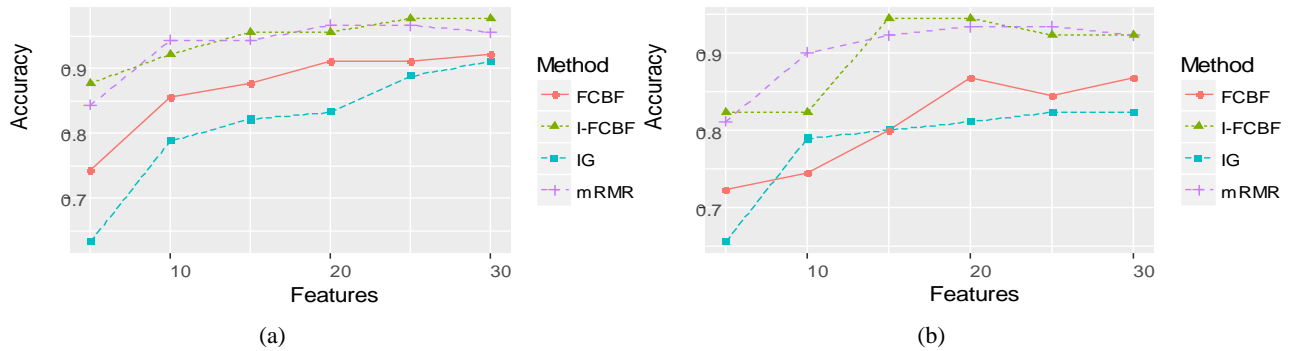 Accuracy
0.9
0.8
0.7
10
20
30
Features
Method
FCBF
I-FCBF
IG
mRMR
(a)
Accuracy
0.9
0.8
0.7
10
20
30
Features
Method
FCBF
I-FCBF
IG
mRMR
(b)